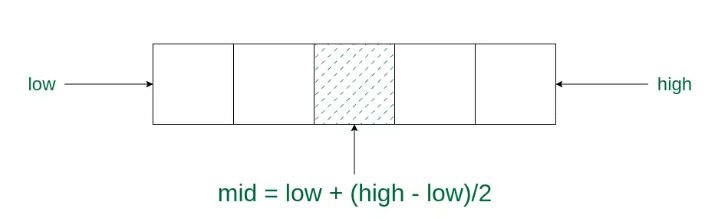 low
high
mid = low + (high - low)/2